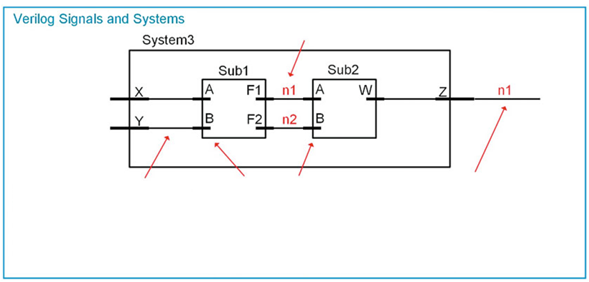 Verilog Signals and Systems
System3
Sub1 Sub2
X A F1 n1 A W Z n1
Y B F2 n2 B